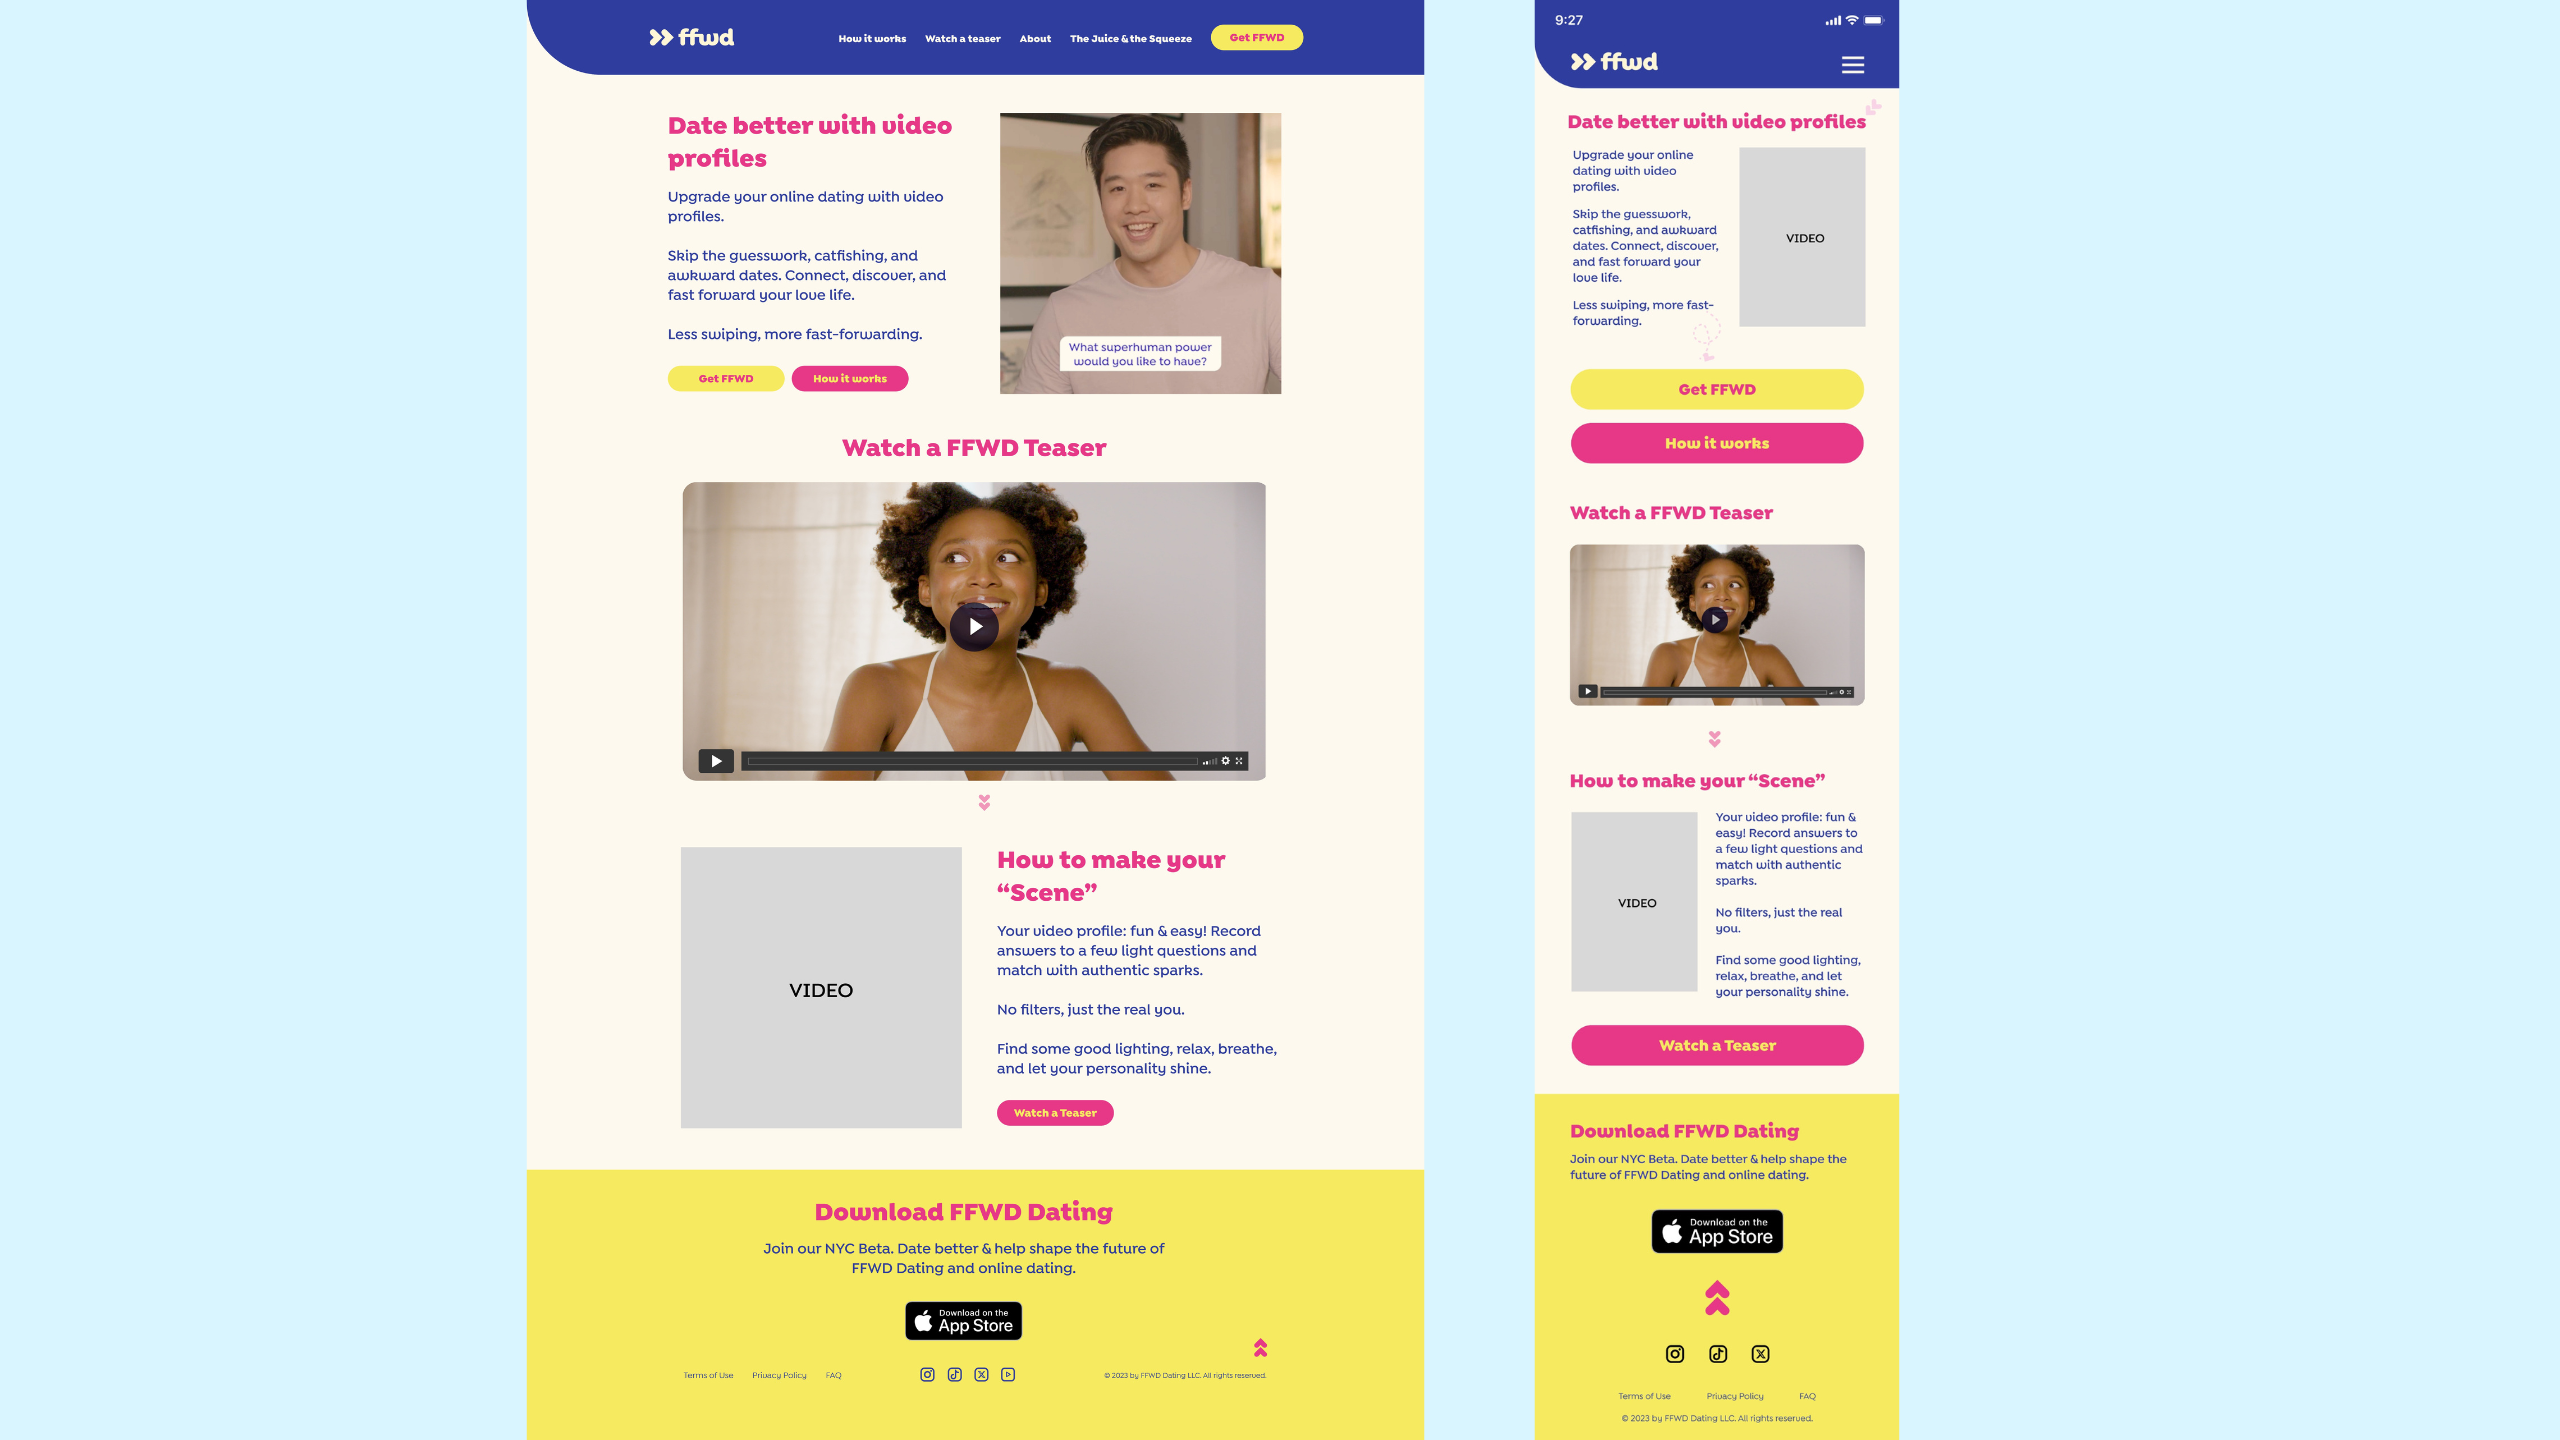 ffwd
How it works
Watch a teaser
About
The Juice & the Squeeze
Get FFWD
Date better with video
profiles
Upgrade your online dating with video
profiles.
Skip the guesswork, catfishing, and
awkward dates. Connect, discover, and
fast forward your love life.
Less swiping, more fast-forwarding.
Get FFWD
How it works
What superhuman power
would you like to have?
Watch a FFWD Teaser
VIDEO
How to make your
“Scene”
Your video profile: fun & easy! Record
answers to a few light questions and
match with authentic sparks.
No filters, just the real you.
Find some good lighting, relax, breathe,
and let your personality shine.
Watch a Teaser
Download FFWD Dating
Join our NYC Beta. Date better & help shape the future of
FFWD Dating and online dating.
Download on the
App Store
Terms of Use
Privacy Policy
FAQ
© 2023 by FFWD Dating LLC. All rights reserved.
9:27
ffwd
Date better with video profiles
Upgrade your online
dating with video
profiles.
Skip the guesswork,
catfishing, and awkward
dates. Connect, discover,
and fast forward your
love life.
Less swiping, more fast-
forwarding.
VIDEO
Get FFWD
How it works
Watch a FFWD Teaser
How to make your “Scene”
VIDEO
Your video profile: fun &
easy! Record answers to
a few light questions and
match with authentic
sparks.
No filters, just the real
you.
Find some good lighting,
relax, breathe, and let
your personality shine.
Watch a Teaser
Download FFWD Dating
Join our NYC Beta. Date better & help shape the
future of FFWD Dating and online dating.
Download on the
App Store
Terms of Use
Privacy Policy
FAQ
© 2023 by FFWD Dating LLC. All rights reserved.